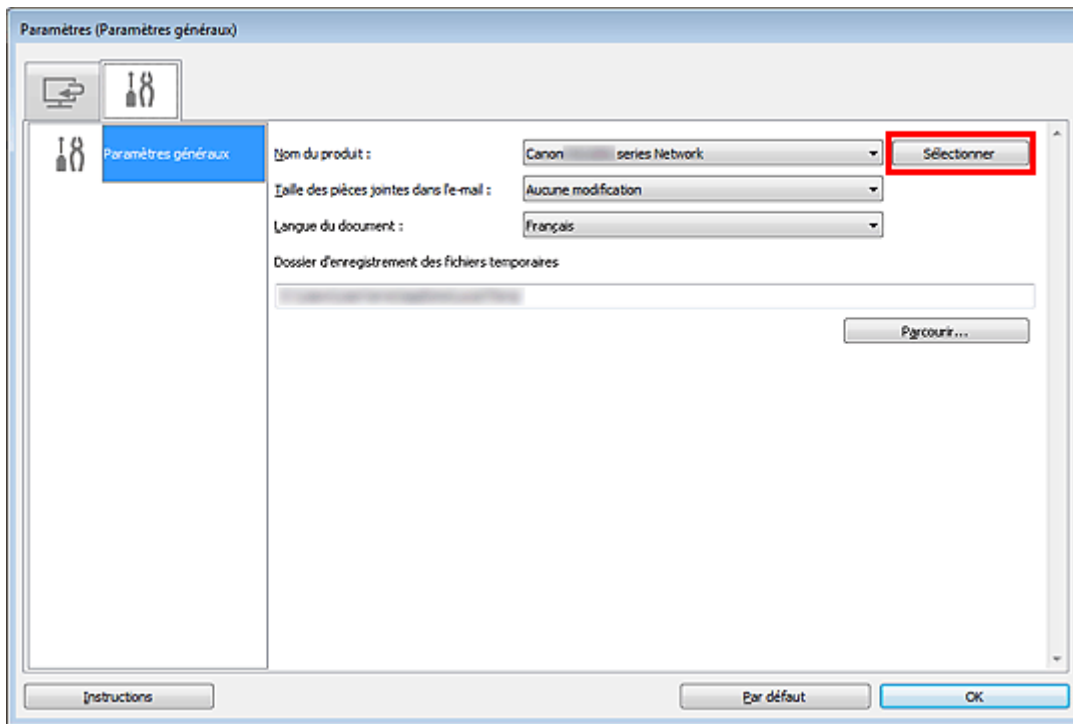 Paramètres (Paramètres généraux)
Paramètres généraux
Nom du produit : Canon series Network Sélectionner
Taille des pièces jointes dans l'e-mail : Aucune modification
Langue du document : Français
Dossier d'enregistrement des fichiers temporaires
Parcourir...
Instructions Par défaut OK